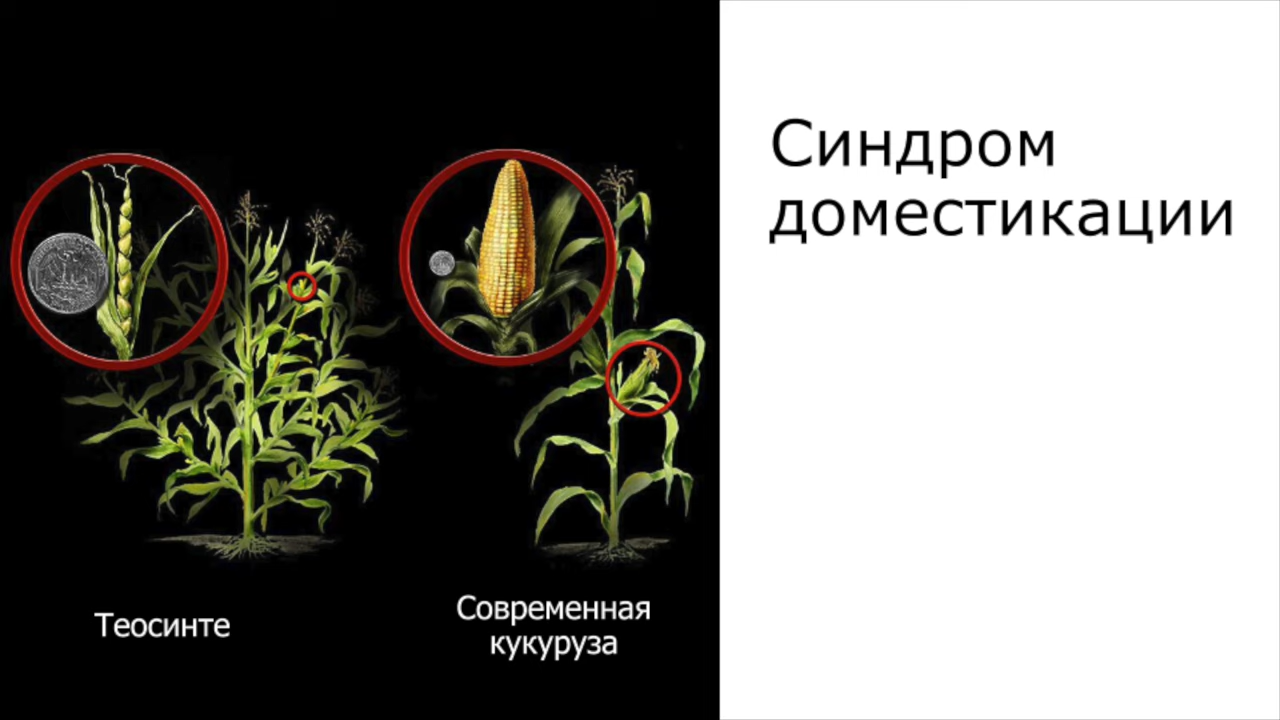 Синдром
доместикации
Теосинте
Современная
кукуруза